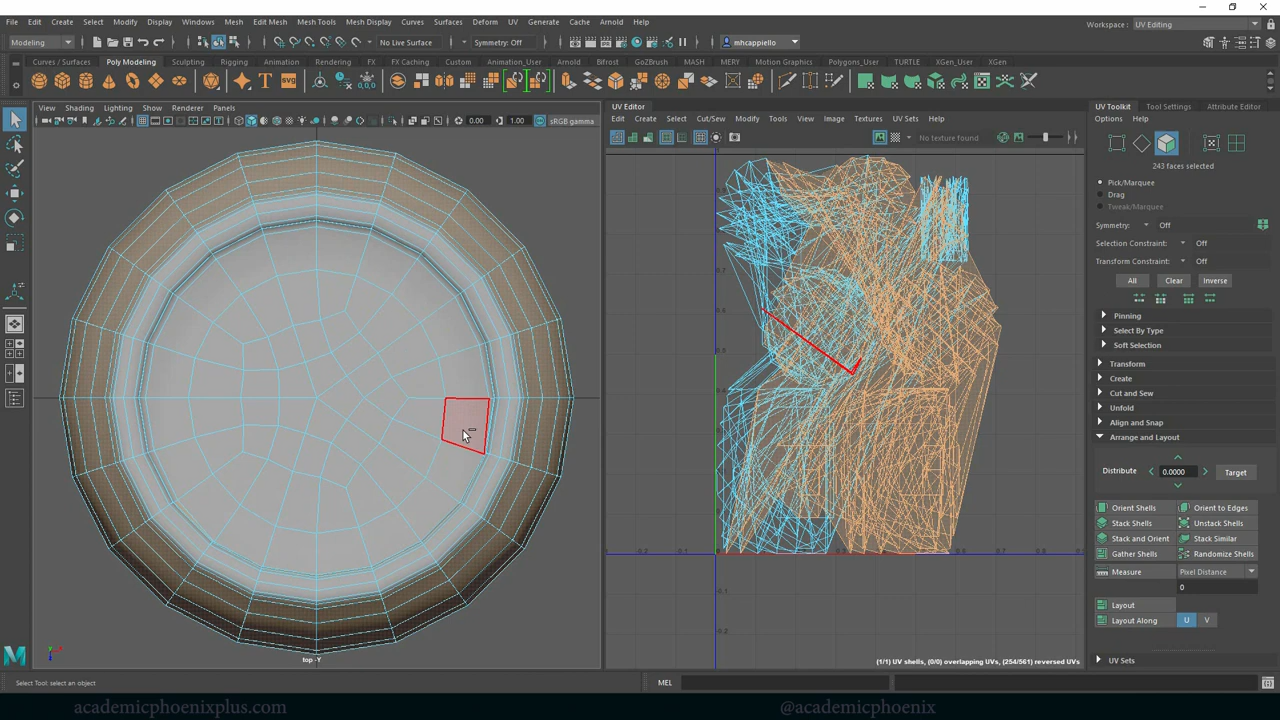 File Edit Create Select Modify Display Windows Mesh Edit Mesh Mesh Tools Mesh Display Curves Surfaces Deform UV Generate Cache Arnold Help
Workspace : UV Editing
Modeling No Live Surface Symmetry: Off mhcappiello
Curves / Surfaces Poly Modeling Sculpting Rigging Animation Rendering FX FX Caching Custom Animation_User Arnold Bifrost GoZBrush MASH MERY Motion Graphics Polygons_User TURTLE XGen_User XGen
SVG
View Shading Lighting Show Renderer Panels
0.00 1.00 sRGB gamma
top -Y
UV Editor
Edit Create Select Cut/Sew Modify Tools View Image Textures UV Sets Help
No texture found
(1/1) UV shells, (0/0) overlapping UVs, (254/561) reversed UVs
UV Toolkit Tool Settings Attribute Editor
Options Help
243 faces selected
Pick/Marquee
Drag
Tweak/Marquee
Symmetry: Off
Selection Constraint: Off
Transform Constraint: Off
All Clear Inverse
Pinning
Select By Type
Soft Selection
Transform
Create
Cut and Sew
Unfold
Align and Snap
Arrange and Layout
Distribute 0.0000 Target
Orient Shells Orient to Edges
Stack Shells Unstack Shells
Stack and Orient Stack Similar
Gather Shells Randomize Shells
Measure Pixel Distance
0
Layout
Layout Along U V
UV Sets
Select Tool: select an object
MEL
academicphoenixplus.com @academicphoenix